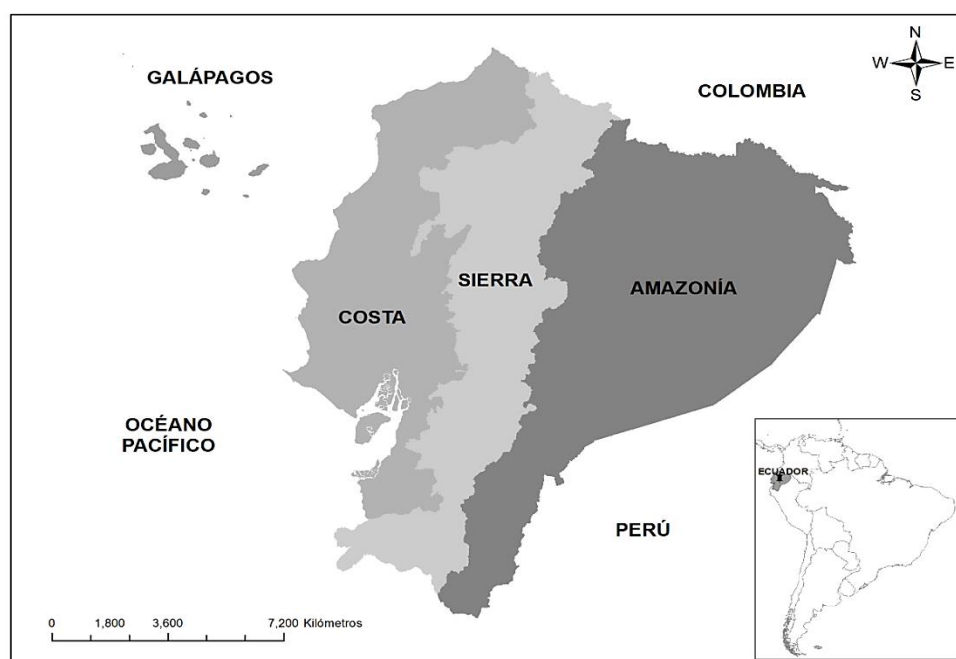 GALÁPAGOS
COLOMBIA
N
W E
S
SIERRA
AMAZONÍA
COSTA
OCÉANO
PACÍFICO
ECUADOR
PERÚ
0 1,800 3,600 7,200 Kilómetros